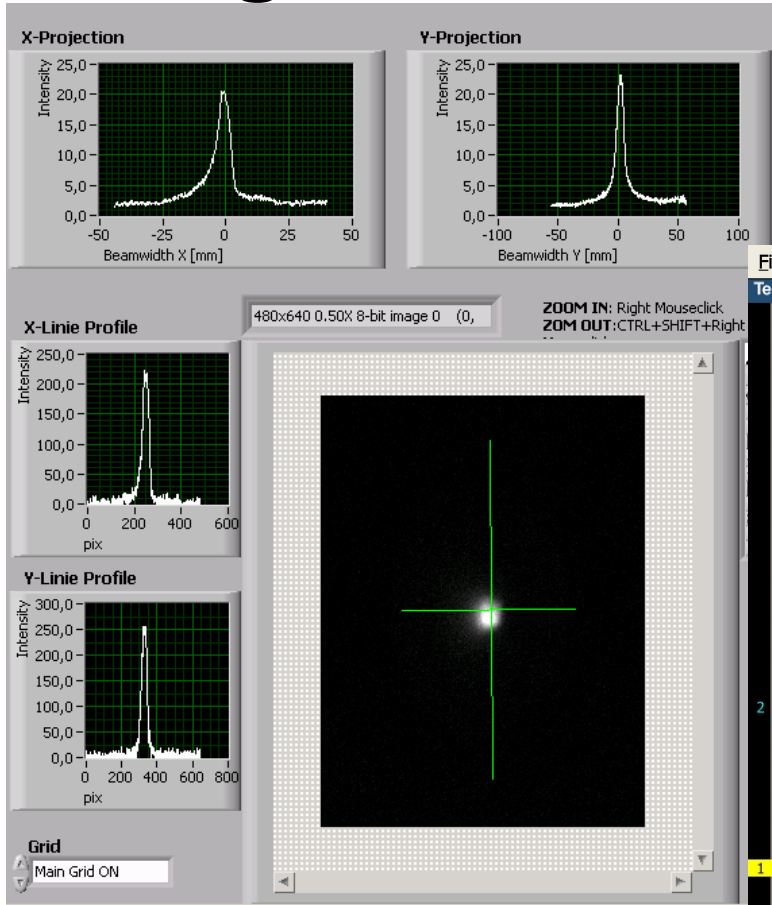 X-Projection
Intensity
25,0
20,0
15,0
10,0
5,0
0,0
-50 -25 0 25 50
Beamwidth X [mm]
Y-Projection
Intensity
25,0
20,0
15,0
10,0
5,0
0,0
-100 -50 0 50 100
Beamwidth Y [mm]
480x640 0.50X 8-bit image 0 (0,
ZOOM IN: Right Mouseclick
ZOM OUT:CTRL+SHIFT+Right
X-Linie Profile
Intensity
250,0
200,0
150,0
100,0
50,0
0,0
0 200 400 600
pix
Y-Linie Profile
Intensity
300,0
250,0
200,0
150,0
100,0
50,0
0,0
0 200 400 600 800
pix
Grid
Main Grid ON
Fi
Te
2
1